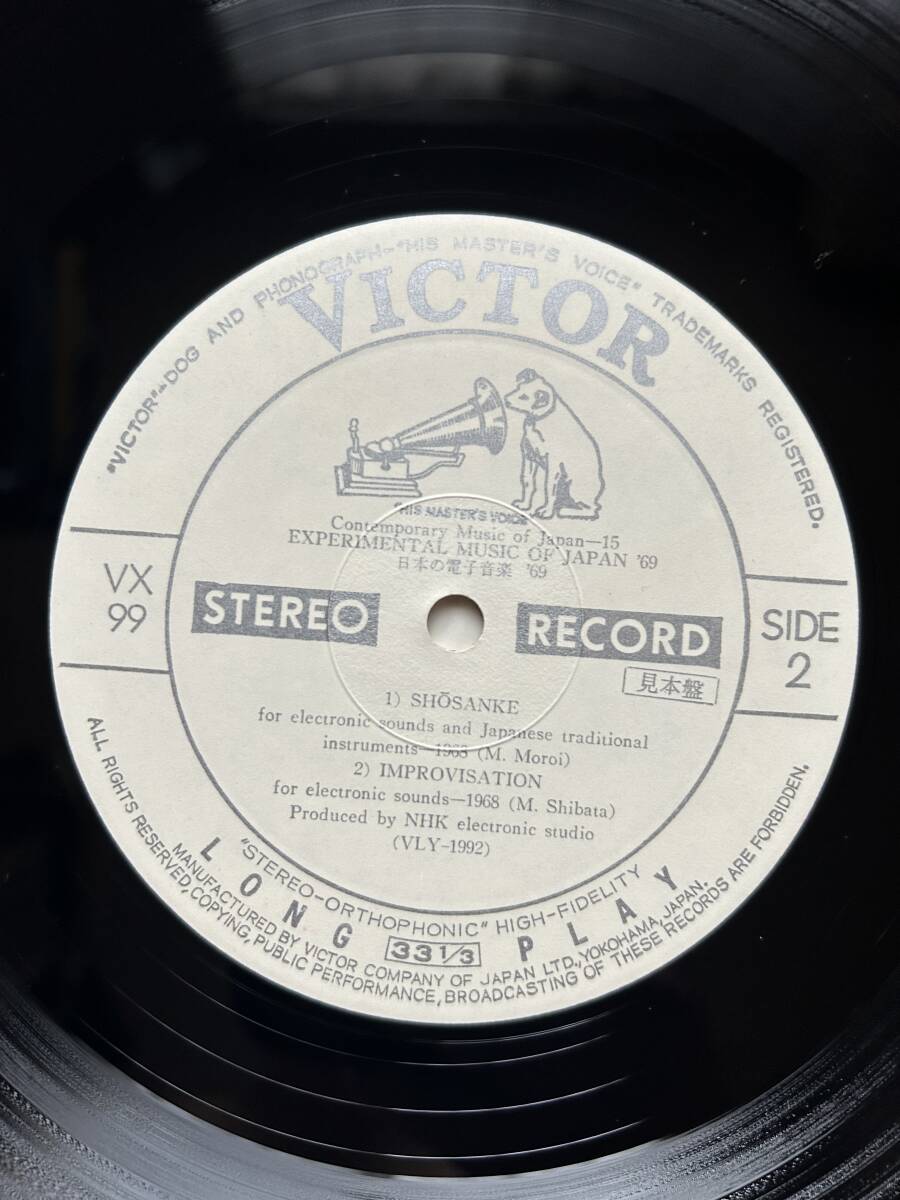 "VICTOR"–DOG AND PHONOGRAPH–"HIS MASTER'S VOICE" TRADEMARKS REGISTERED.
VICTOR
"HIS MASTER'S VOICE"
Contemporary Music of Japan—15
EXPERIMENTAL MUSIC OF JAPAN '69
日本の電子音楽 '69
VX
99
STEREO
RECORD
SIDE
2
見本盤
1) SHŌSANKE
for electronic sounds and Japanese traditional
instruments—1968 (M. Moroi)
2) IMPROVISATION
for electronic sounds—1968 (M. Shibata)
Produced by NHK electronic studio
(VLY-1992)
"STEREO-ORTHOPHONIC" HIGH-FIDELITY
LONG 33 1/3 PLAY
MANUFACTURED BY VICTOR COMPANY OF JAPAN LTD., YOKOHAMA, JAPAN.
ALL RIGHTS RESERVED, COPYING, PUBLIC PERFORMANCE, BROADCASTING OF THESE RECORDS ARE FORBIDDEN.